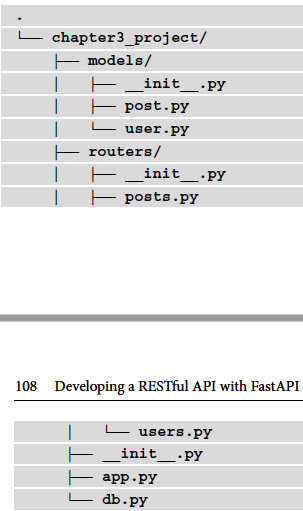 .
└── chapter3_project/
    ├── models/
    │   ├── __init__.py
    │   ├── post.py
    │   └── user.py
    ├── routers/
    │   ├── __init__.py
    │   ├── posts.py
108 Developing a RESTful API with FastAPI
    │   └── users.py
    ├── __init__.py
    ├── app.py
    └── db.py